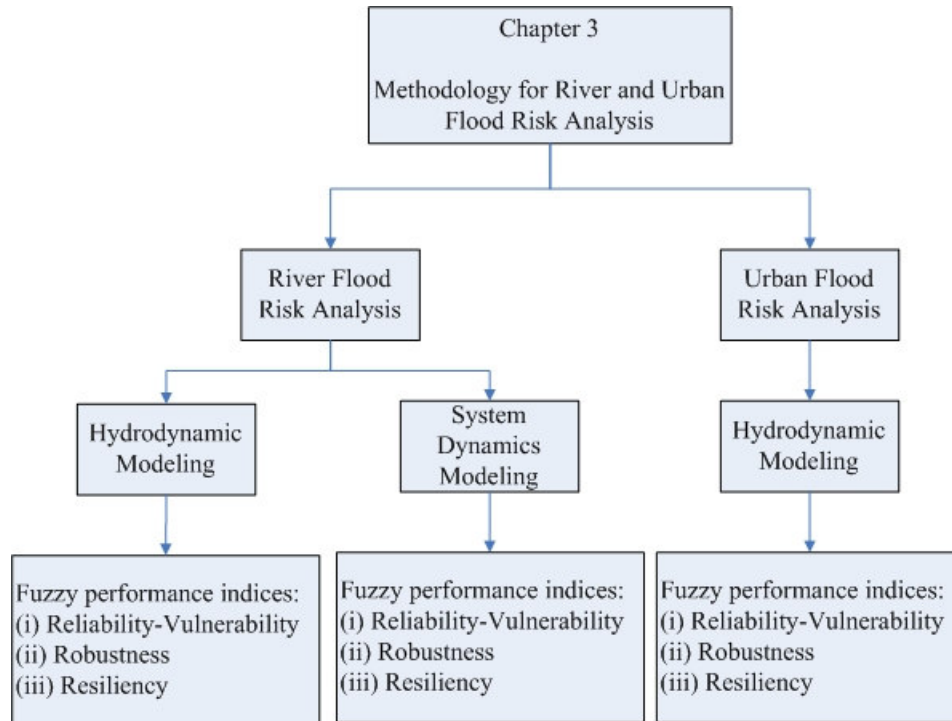 Chapter 3
Methodology for River and Urban
Flood Risk Analysis
River Flood
Risk Analysis
Urban Flood
Risk Analysis
Hydrodynamic
Modeling
System
Dynamics
Modeling
Hydrodynamic
Modeling
Fuzzy performance indices:
(i) Reliability-Vulnerability
(ii) Robustness
(iii) Resiliency
Fuzzy performance indices:
(i) Reliability-Vulnerability
(ii) Robustness
(iii) Resiliency
Fuzzy performance indices:
(i) Reliability-Vulnerability
(ii) Robustness
(iii) Resiliency